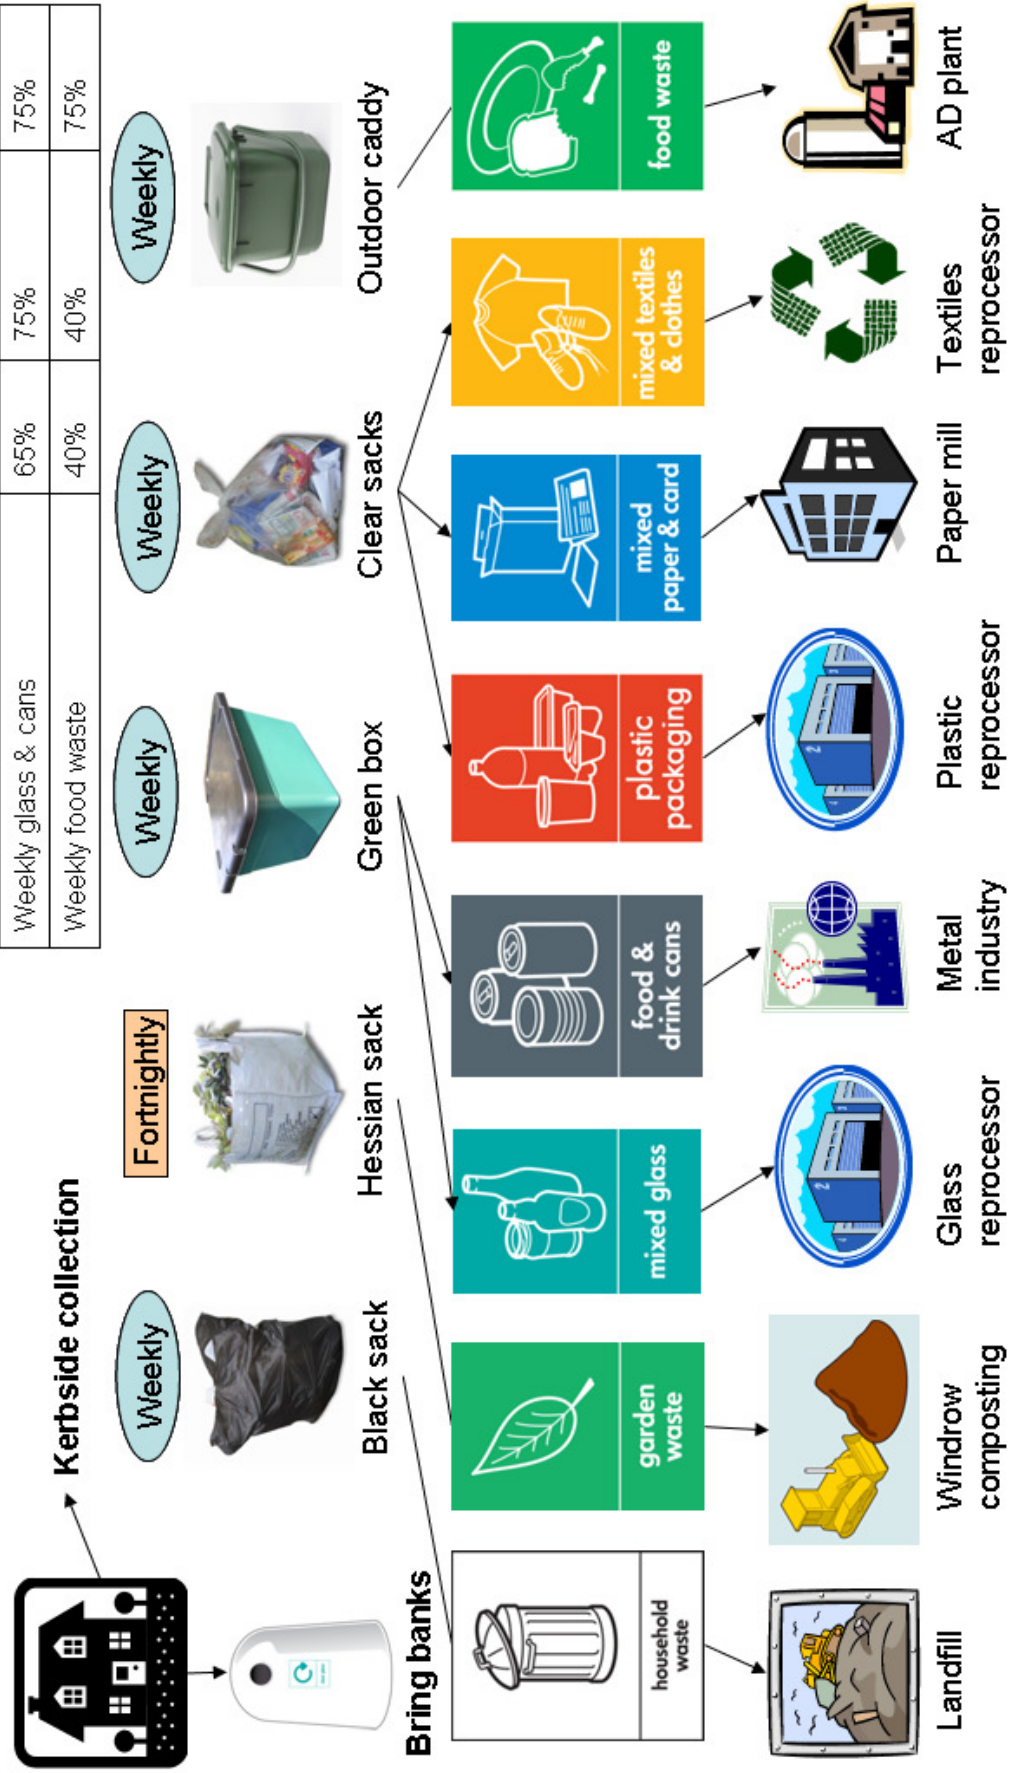 Weekly glass & cans 65% 75% 75%
Weekly food waste 40% 40% 75%
Kerbside collection
Weekly
Fortnightly
Weekly
Weekly
Weekly
Black sack
Hessian sack
Green box
Clear sacks
Outdoor caddy
Bring banks
household
waste
garden
waste
mixed glass
food &
drink cans
plastic
packaging
mixed
paper & card
mixed textiles
& clothes
food waste
Landfill
Windrow
composting
Glass
reprocessor
Metal
industry
Plastic
reprocessor
Paper mill
Textiles
reprocessor
AD plant